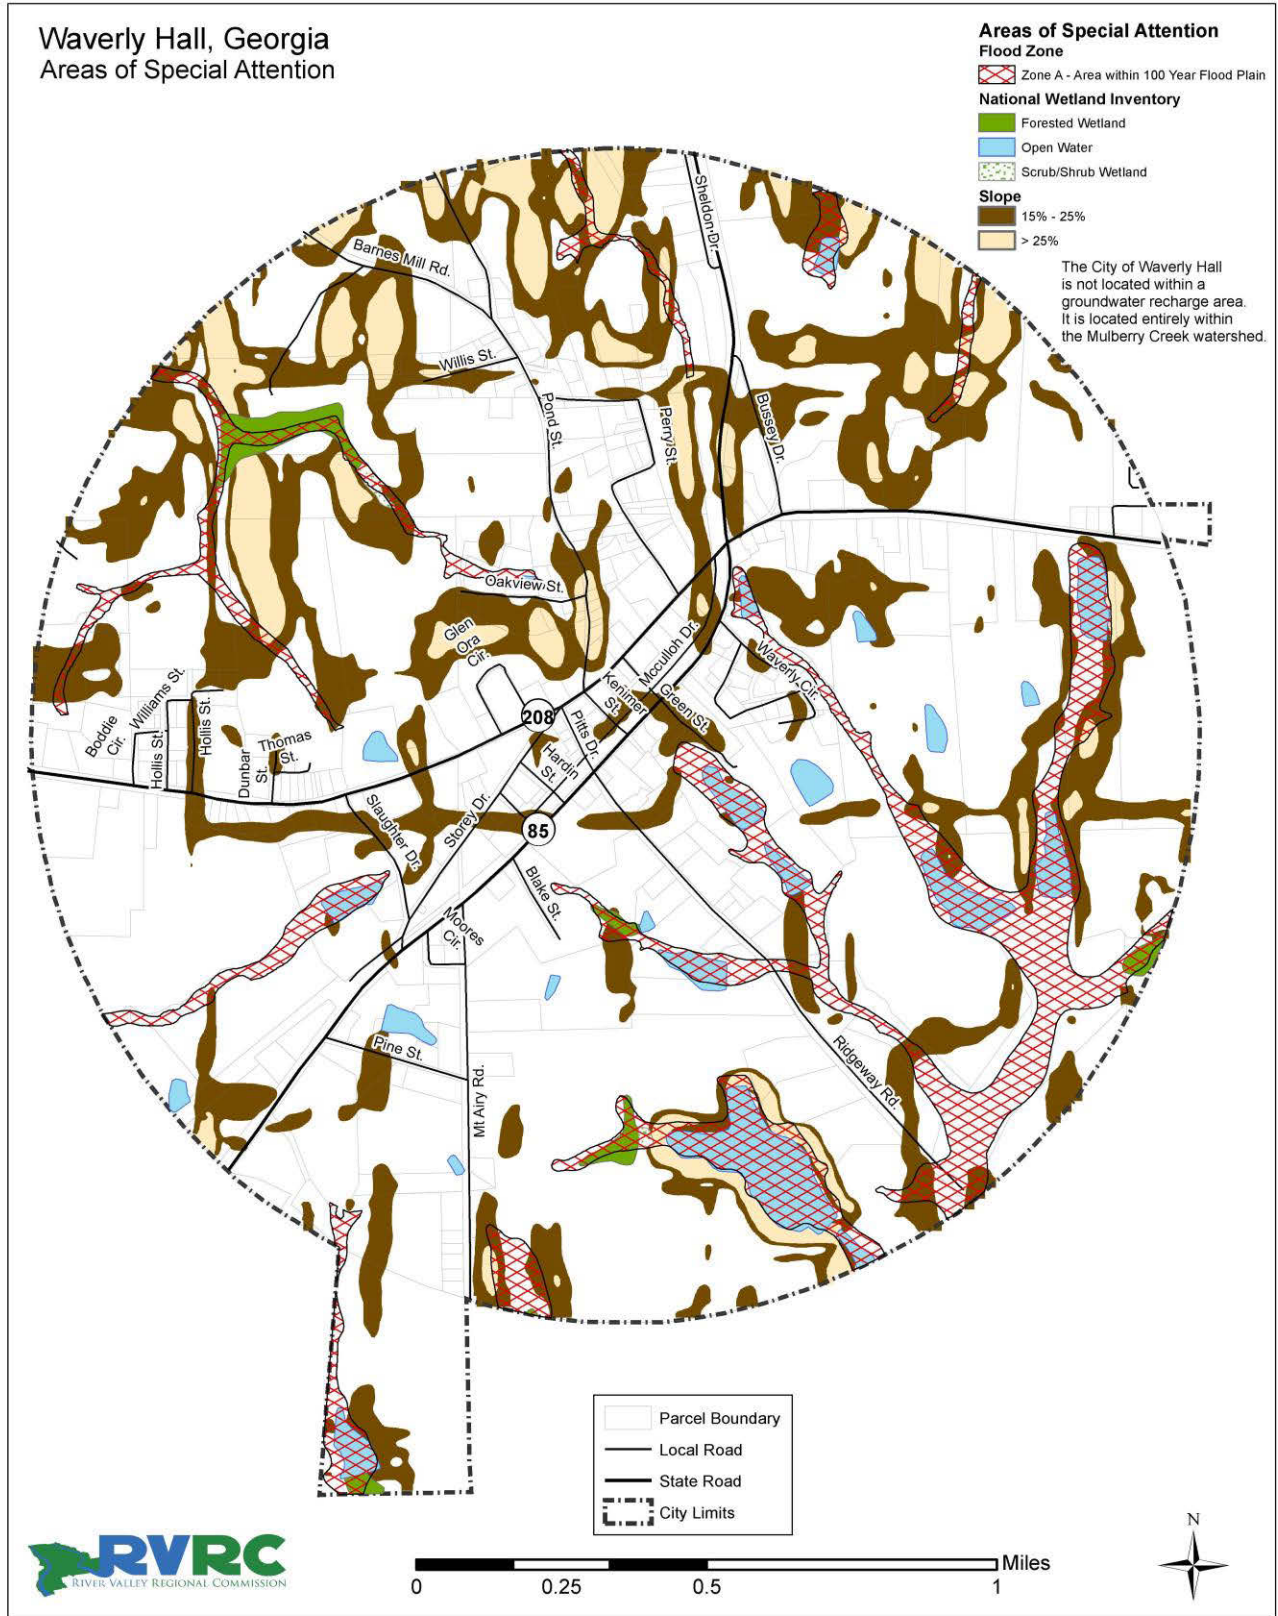 Waverly Hall, Georgia
Areas of Special Attention
Areas of Special Attention
Flood Zone
Zone A - Area within 100 Year Flood Plain
National Wetland Inventory
Forested Wetland
Open Water
Scrub/Shrub Wetland
Slope
15% - 25%
> 25%
The City of Waverly Hall
is not located within a
groundwater recharge area.
It is located entirely within
the Mulberry Creek watershed.
Sheldon Dr.
Barnes Mill Rd.
Willis St.
Pond St.
Perry St.
Bussey Dr.
Oakview St.
Glen
Ora
Cir.
Mcculloh Dr.
Waverly Cir.
Kenimer
St.
Green St.
Williams St.
Boddie
Cir.
Hollis St.
Hollis St.
Dunbar
St.
Thomas
St.
208
Pitts Dr.
Hardin
St.
Storey Dr.
Slaughter Dr.
85
Blake St.
Moores
Cir.
Pine St.
Mt Airy Rd.
Ridgeway Rd.
Parcel Boundary
Local Road
State Road
City Limits
RVRC
RIVER VALLEY REGIONAL COMMISSION
Miles
0
0.25
0.5
1
N